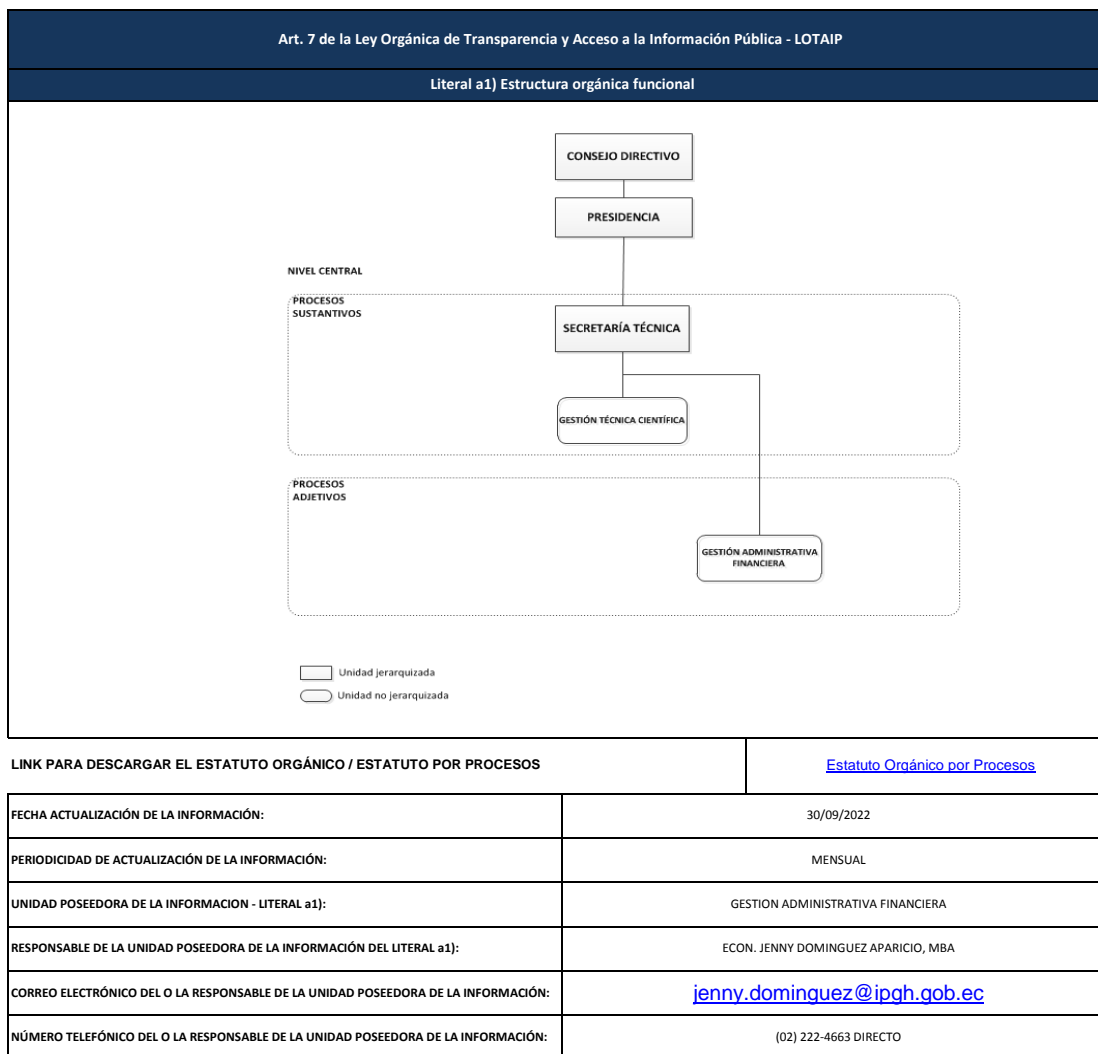 Art. 7 de la Ley Orgánica de Transparencia y Acceso a la Información Pública - LOTAIP
Literal a1) Estructura orgánica funcional
CONSEJO DIRECTIVO
PRESIDENCIA
NIVEL CENTRAL
PROCESOS
SUSTANTIVOS
SECRETARÍA TÉCNICA
GESTIÓN TÉCNICA CIENTÍFICA
PROCESOS
ADJETIVOS
GESTIÓN ADMINISTRATIVA
FINANCIERA
Unidad jerarquizada
Unidad no jerarquizada
LINK PARA DESCARGAR EL ESTATUTO ORGÁNICO / ESTATUTO POR PROCESOS
Estatuto Orgánico por Procesos
FECHA ACTUALIZACIÓN DE LA INFORMACIÓN:
30/09/2022
PERIODICIDAD DE ACTUALIZACIÓN DE LA INFORMACIÓN:
MENSUAL
UNIDAD POSEEDORA DE LA INFORMACION - LITERAL a1):
GESTION ADMINISTRATIVA FINANCIERA
RESPONSABLE DE LA UNIDAD POSEEDORA DE LA INFORMACIÓN DEL LITERAL a1):
ECON. JENNY DOMINGUEZ APARICIO, MBA
CORREO ELECTRÓNICO DEL O LA RESPONSABLE DE LA UNIDAD POSEEDORA DE LA INFORMACIÓN:
jenny.dominguez@ipgh.gob.ec
NÚMERO TELEFÓNICO DEL O LA RESPONSABLE DE LA UNIDAD POSEEDORA DE LA INFORMACIÓN:
(02) 222-4663 DIRECTO